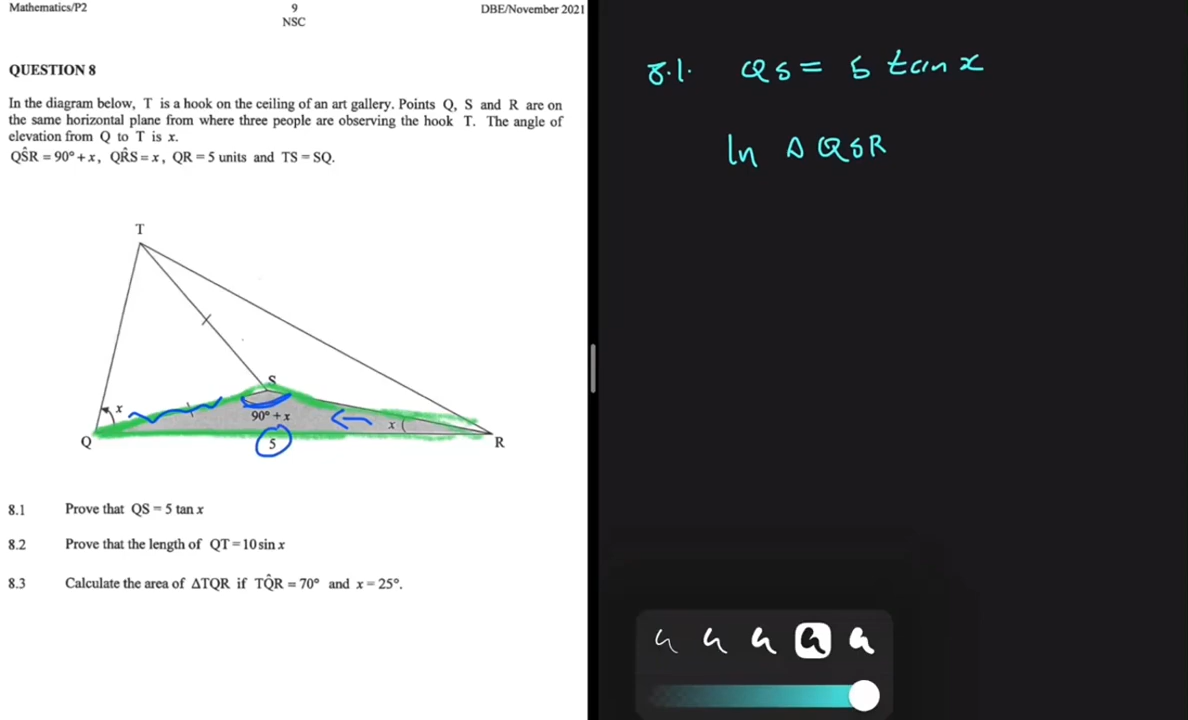 Mathematics/P2
9
NSC
DBE/November 2021
QUESTION 8
In the diagram below, T is a hook on the ceiling of an art gallery. Points Q, S and R are on
the same horizontal plane from where three people are observing the hook T. The angle of
elevation from Q to T is x.
QŜR = 90° + x, QR̂S = x, QR = 5 units and TS = SQ.
T
S
x
90° + x
x
Q
5
R
8.1 Prove that QS = 5 tan x
8.2 Prove that the length of QT = 10 sin x
8.3 Calculate the area of ΔTQR if TQ̂R = 70° and x = 25°.
8.1. QS = 5 tan x
In Δ QSR